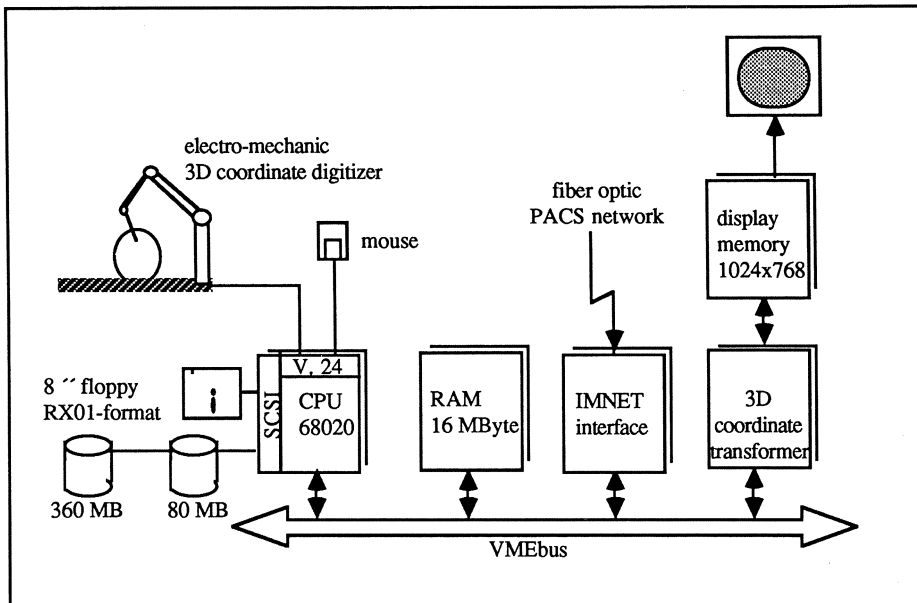 electro-mechanic
3D coordinate digitizer
mouse
fiber optic
PACS network
display
memory
1024x768
8 ´´ floppy
RX01-format
360 MB
80 MB
SCSI
V, 24
CPU
68020
RAM
16 MByte
IMNET
interface
3D
coordinate
transformer
VMEbus